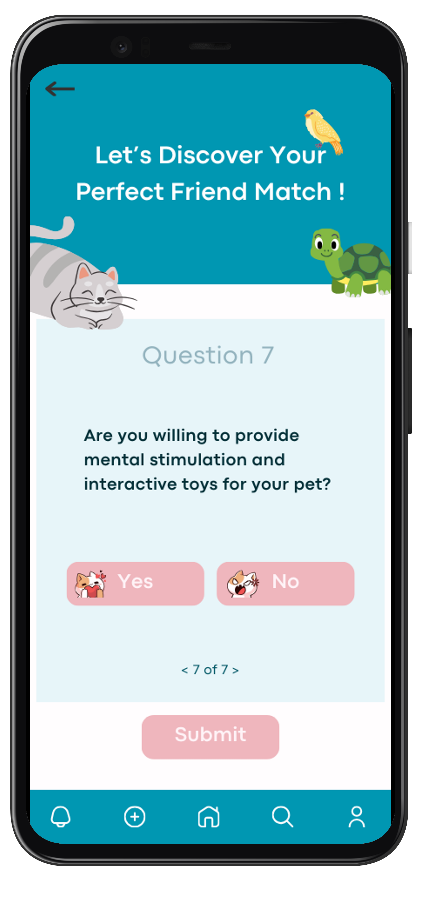 Let's Discover Your
Perfect Friend Match !
Question 7
Are you willing to provide
mental stimulation and
interactive toys for your pet?
Yes
No
< 7 of 7 >
Submit